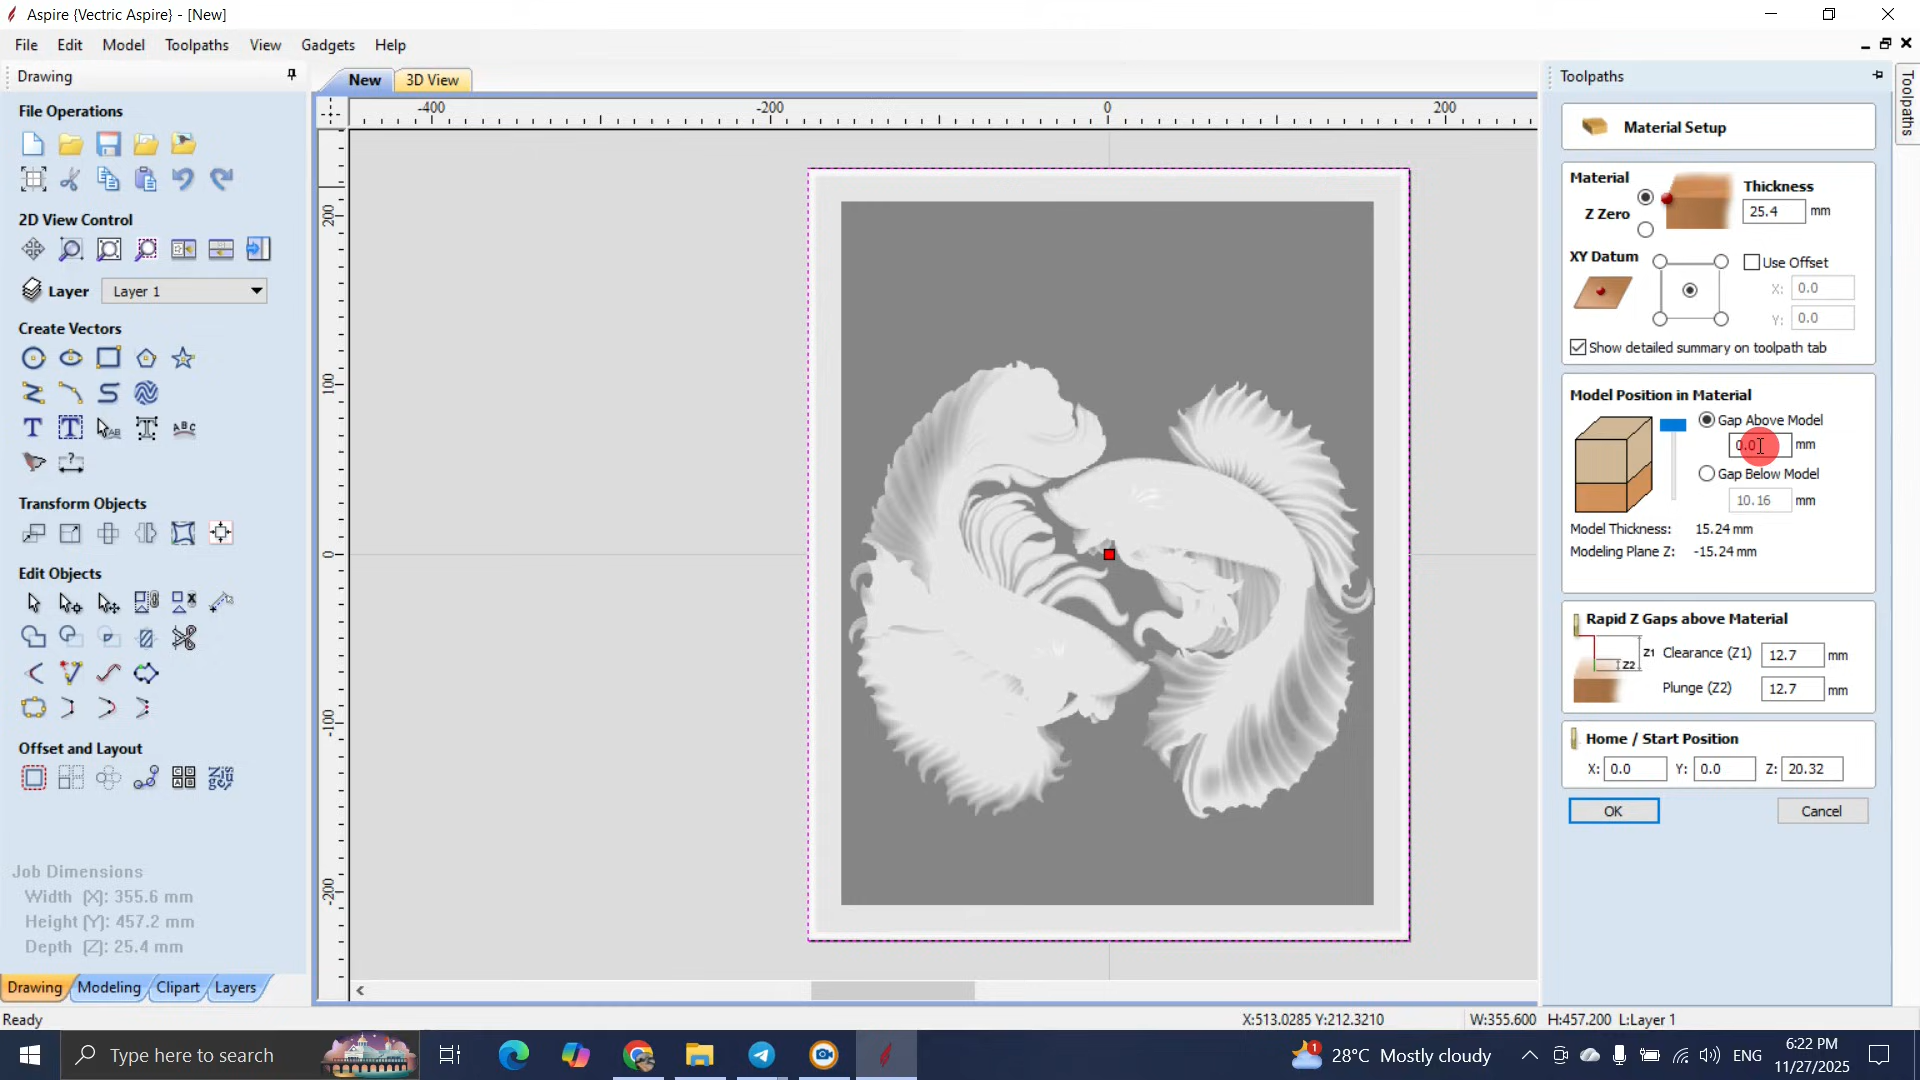 Aspire {Vectric Aspire} - [New]
File Edit Model Toolpaths View Gadgets Help
Drawing
File Operations
2D View Control
Layer Layer 1
Create Vectors
Transform Objects
Edit Objects
Offset and Layout
Job Dimensions
Width (X): 355.6 mm
Height (Y): 457.2 mm
Depth (Z): 25.4 mm
Drawing Modeling Clipart Layers
New 3D View
-400 -200 0 200
200
100
0
-100
-200
Toolpaths
Toolpaths
Material Setup
Material
Z Zero
Thickness
25.4 mm
XY Datum
Use Offset
X: 0.0
Y: 0.0
Show detailed summary on toolpath tab
Model Position in Material
Gap Above Model
0.0 mm
Gap Below Model
10.16 mm
Model Thickness: 15.24 mm
Modeling Plane Z: -15.24 mm
Rapid Z Gaps above Material
Z1 Clearance (Z1) 12.7 mm
Z2 Plunge (Z2) 12.7 mm
Home / Start Position
X: 0.0 Y: 0.0 Z: 20.32
OK Cancel
Ready
X:513.0285 Y:212.3210
W:355.600 H:457.200 L:Layer 1
Type here to search
1
28°C Mostly cloudy
ENG
6:22 PM
11/27/2025